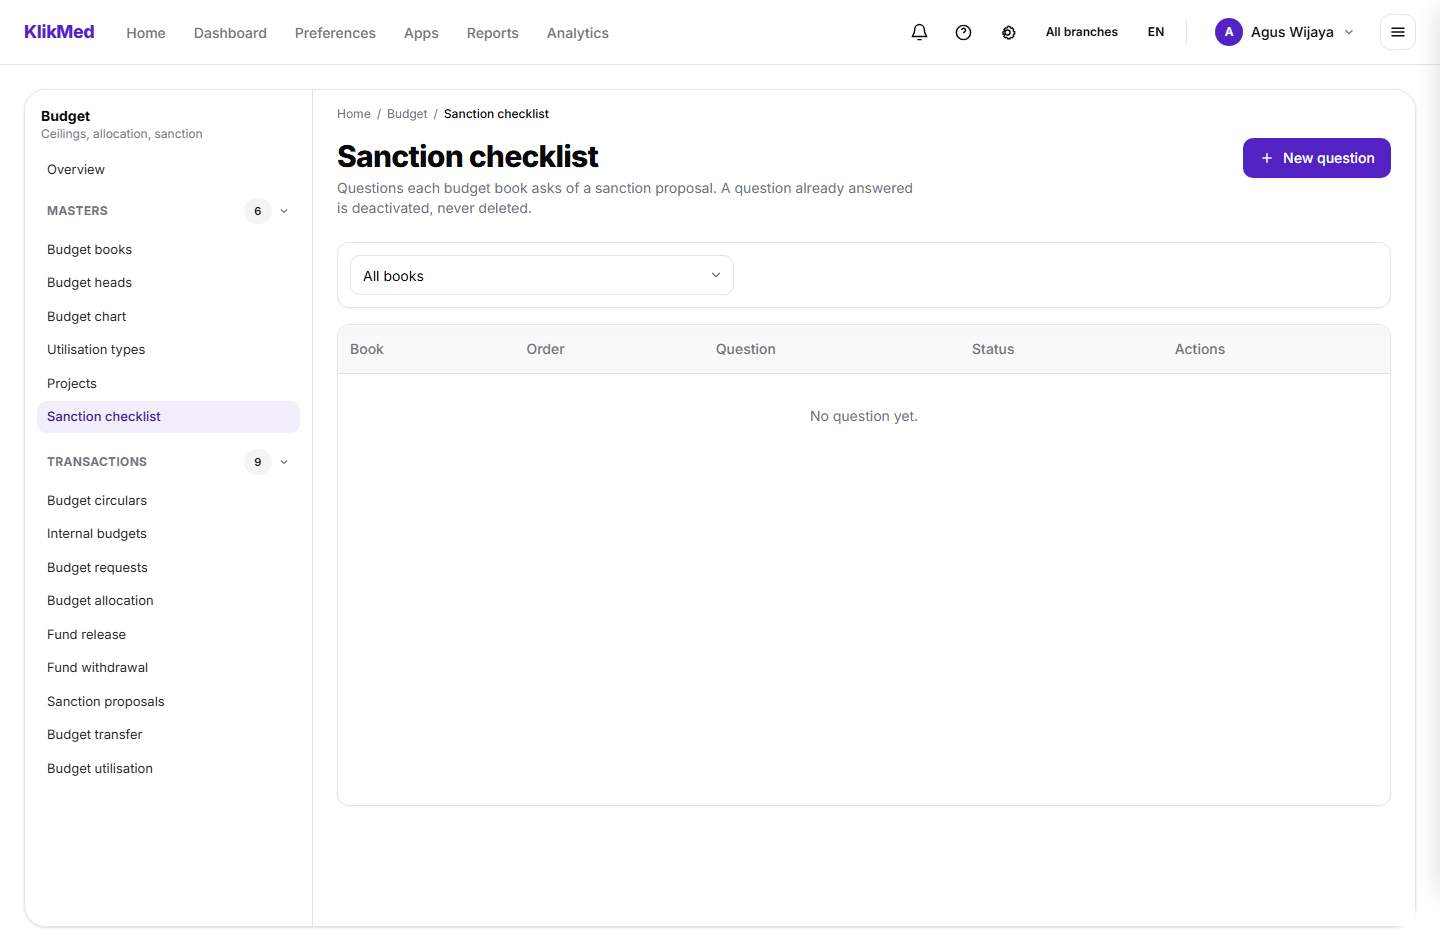 KlikMed
Home
Dashboard
Preferences
Apps
Reports
Analytics
All branches
EN
A
Agus Wijaya
Budget
Ceilings, allocation, sanction
Overview
MASTERS
6
Budget books
Budget heads
Budget chart
Utilisation types
Projects
Sanction checklist
TRANSACTIONS
9
Budget circulars
Internal budgets
Budget requests
Budget allocation
Fund release
Fund withdrawal
Sanction proposals
Budget transfer
Budget utilisation
Home / Budget / Sanction checklist
Sanction checklist
Questions each budget book asks of a sanction proposal. A question already answered
is deactivated, never deleted.
+ New question
All books
Book
Order
Question
Status
Actions
No question yet.